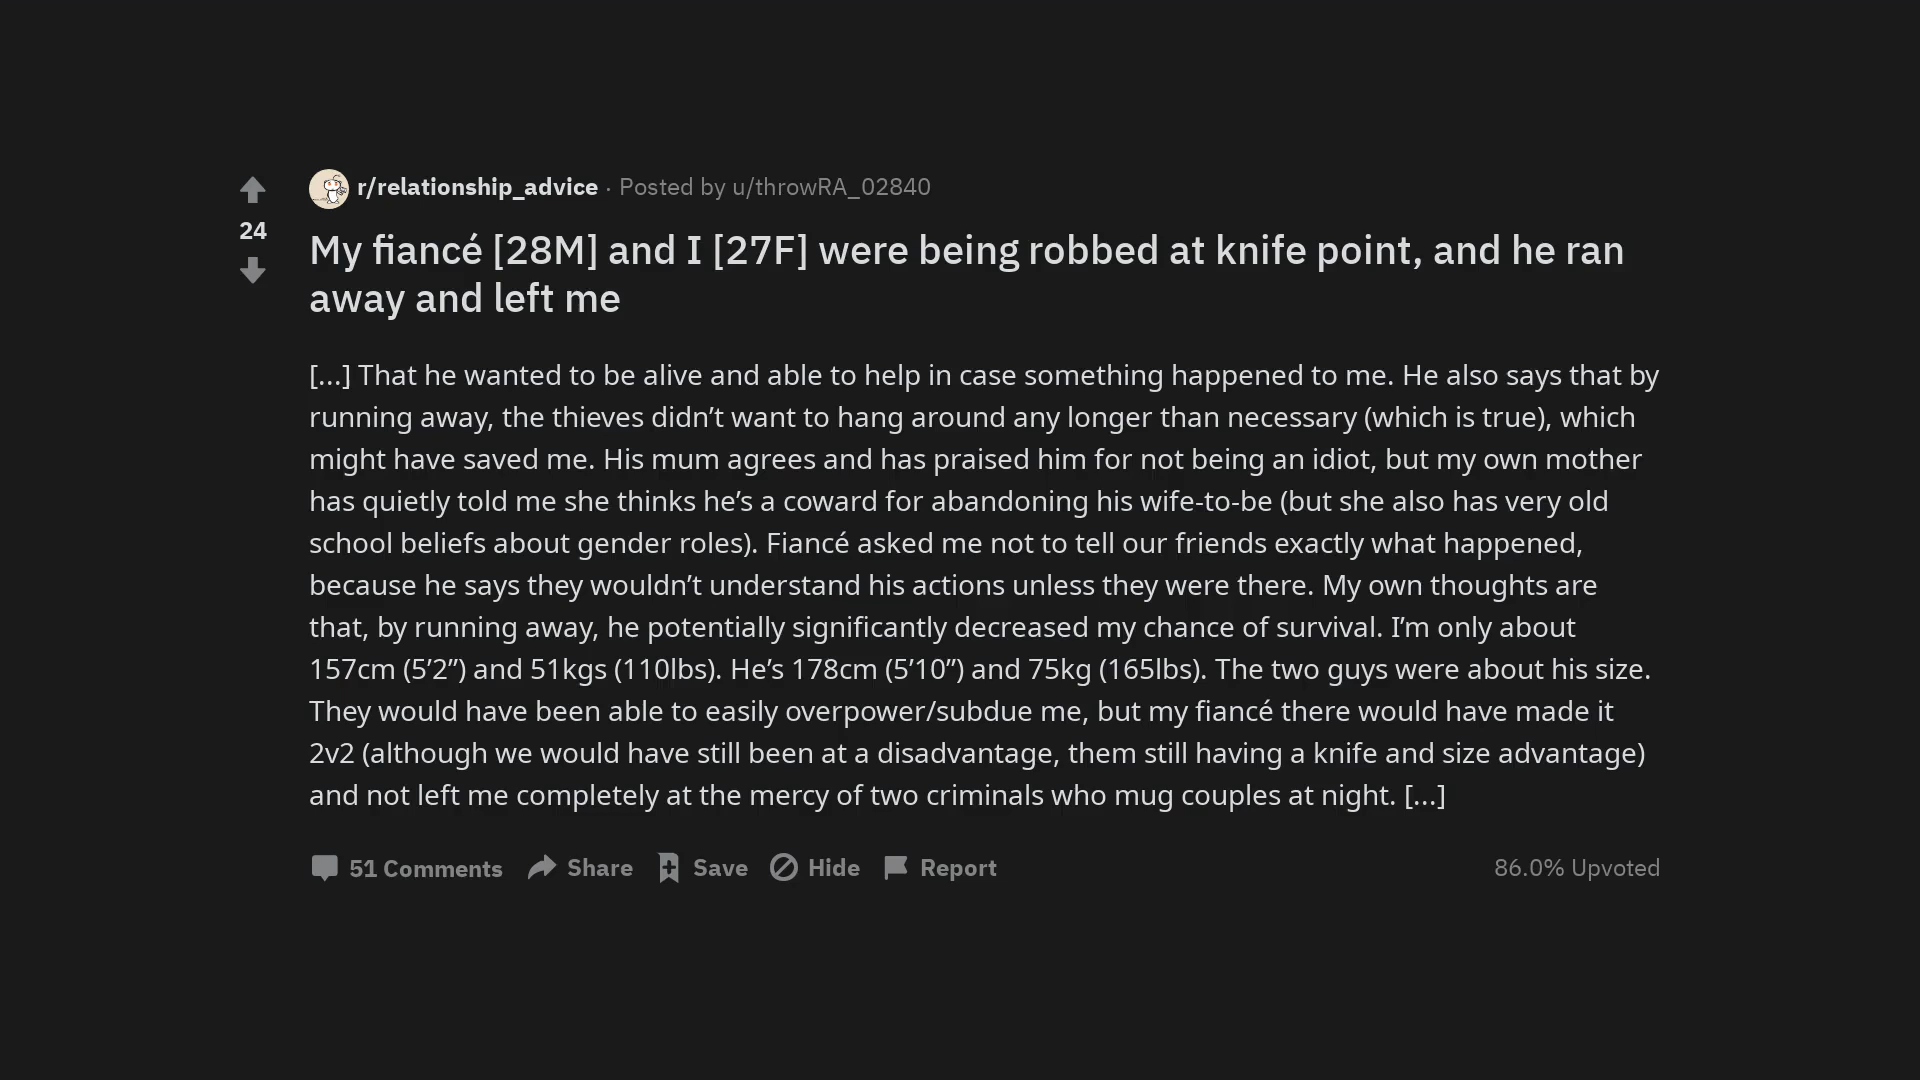 r/relationship_advice · Posted by u/throwRA_02840
24
My fiancé [28M] and I [27F] were being robbed at knife point, and he ran
away and left me
[...] That he wanted to be alive and able to help in case something happened to me. He also says that by
running away, the thieves didn’t want to hang around any longer than necessary (which is true), which
might have saved me. His mum agrees and has praised him for not being an idiot, but my own mother
has quietly told me she thinks he’s a coward for abandoning his wife-to-be (but she also has very old
school beliefs about gender roles). Fiancé asked me not to tell our friends exactly what happened,
because he says they wouldn’t understand his actions unless they were there. My own thoughts are
that, by running away, he potentially significantly decreased my chance of survival. I’m only about
157cm (5’2”) and 51kgs (110lbs). He’s 178cm (5’10”) and 75kg (165lbs). The two guys were about his size.
They would have been able to easily overpower/subdue me, but my fiancé there would have made it
2v2 (although we would have still been at a disadvantage, them still having a knife and size advantage)
and not left me completely at the mercy of two criminals who mug couples at night. [...]
51 Comments Share Save Hide Report 86.0% Upvoted